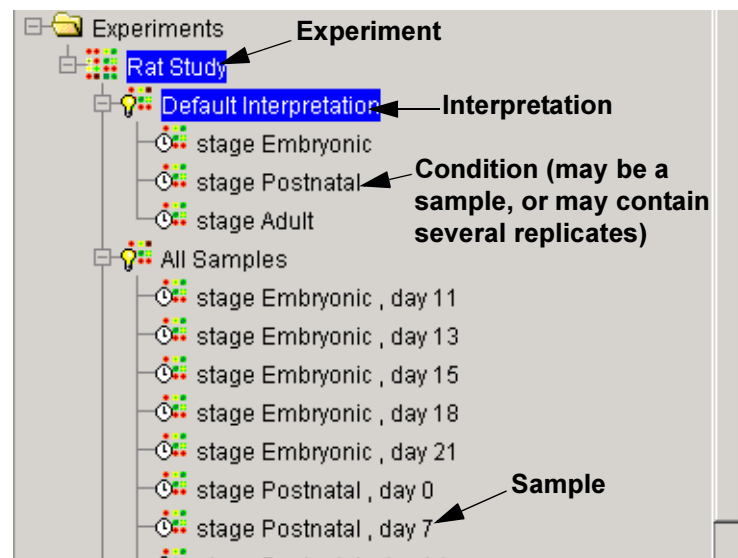 Experiments
Experiment
Rat Study
Default Interpretation
Interpretation
stage Embryonic
stage Postnatal
Condition (may be a
sample, or may contain
several replicates)
stage Adult
All Samples
stage Embryonic , day 11
stage Embryonic , day 13
stage Embryonic , day 15
stage Embryonic , day 18
stage Embryonic , day 21
stage Postnatal , day 0
Sample
stage Postnatal , day 7